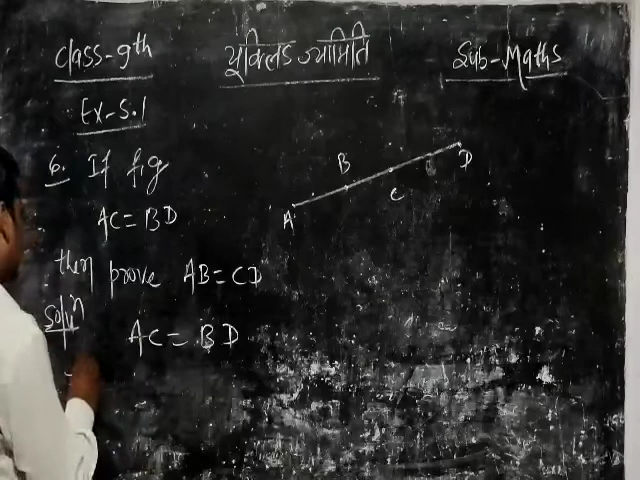 Class-9th
यूक्लिड ज्यामिति
Sub-Maths
Ex-5.1
6. If fig
AC=BD
then prove AB=CD
Soln
AC=BD
A
B
C
D